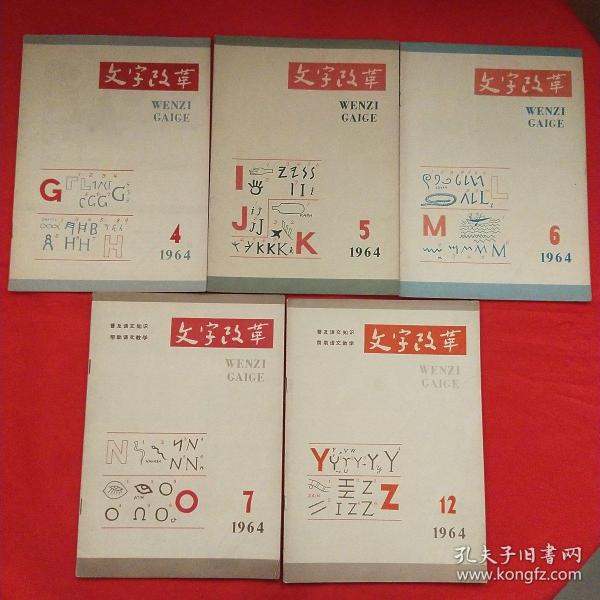 文字改革
WENZI
GAIGE
G
H
4
1964
文字改革
WENZI
GAIGE
I
J
K
5
1964
文字改革
WENZI
GAIGE
L
M
6
1964
普及语文知识
帮助语文教学
文字改革
WENZI
GAIGE
N
O
7
1964
普及语文知识
帮助语文教学
文字改革
WENZI
GAIGE
Y
Z
12
1964
孔夫子旧书网
www.kongfz.com